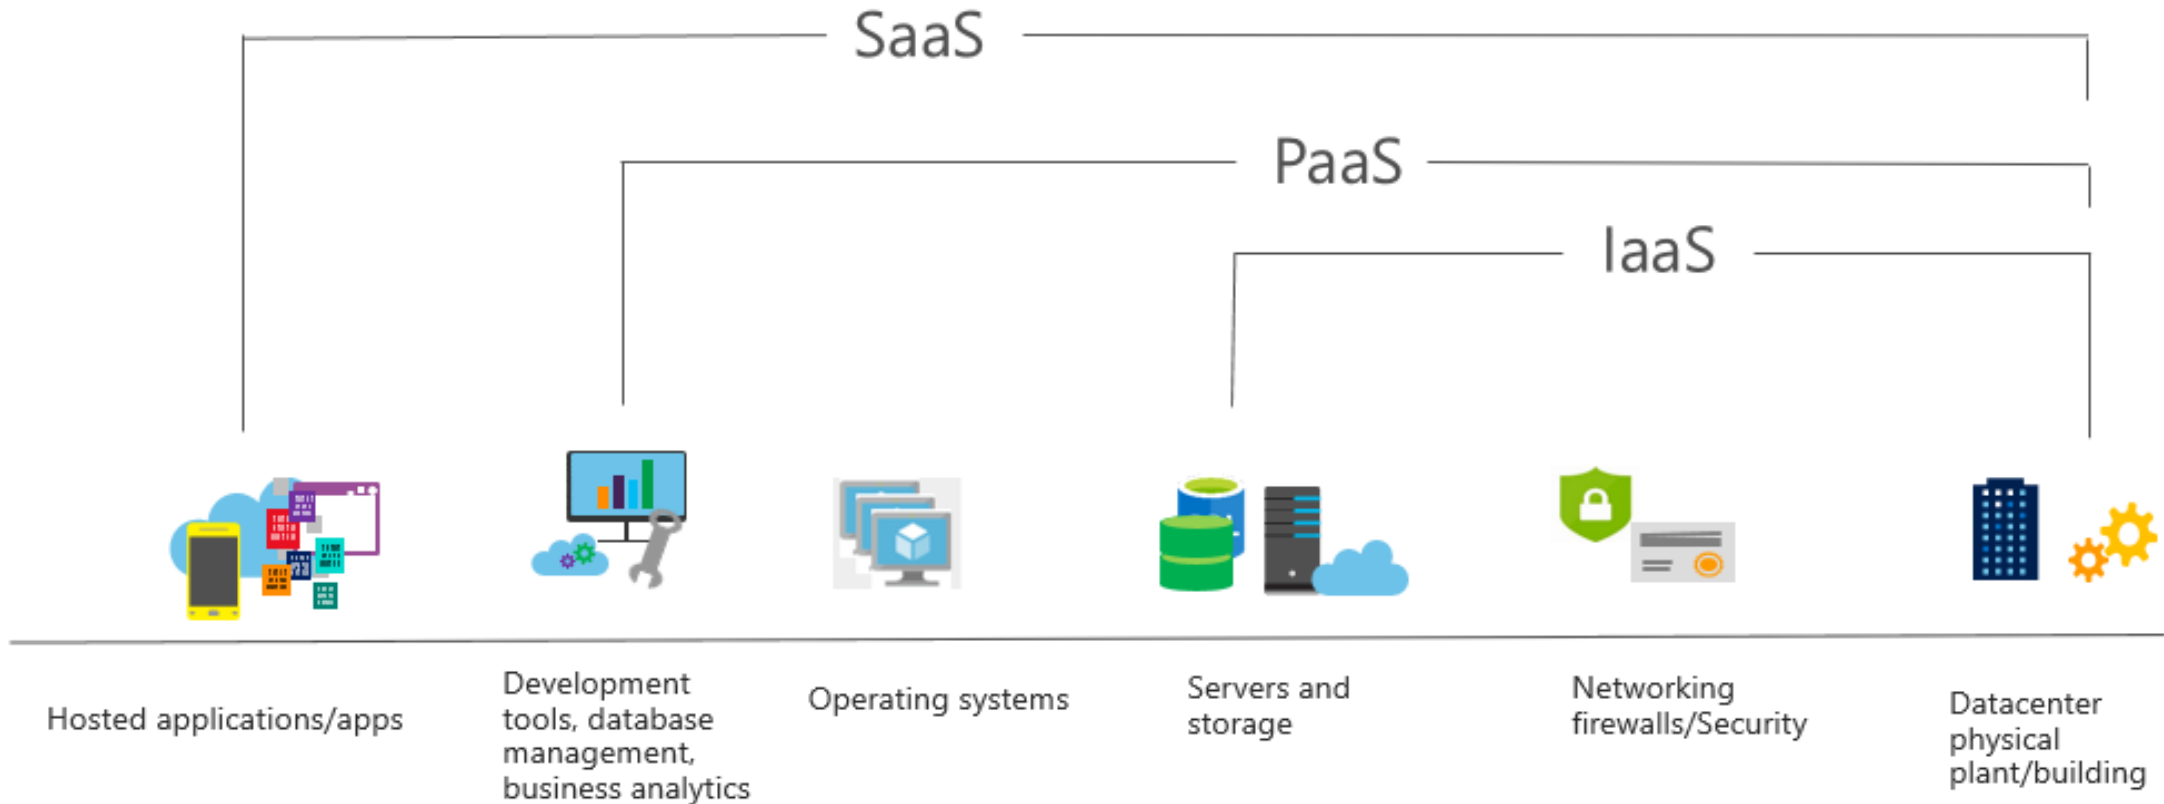 SaaS
PaaS
IaaS
Hosted applications/apps
Development
tools, database
management,
business analytics
Operating systems
Servers and
storage
Networking
firewalls/Security
Datacenter
physical
plant/building